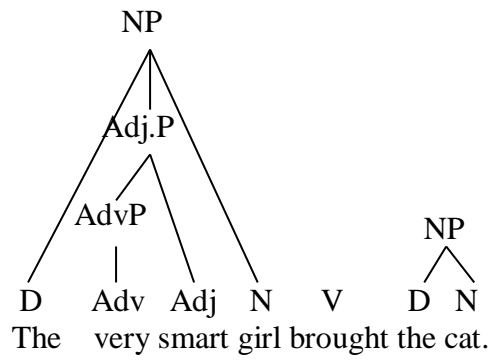 NP
Adj.P
AdvP
NP
D Adv Adj N V D N
The very smart girl brought the cat.